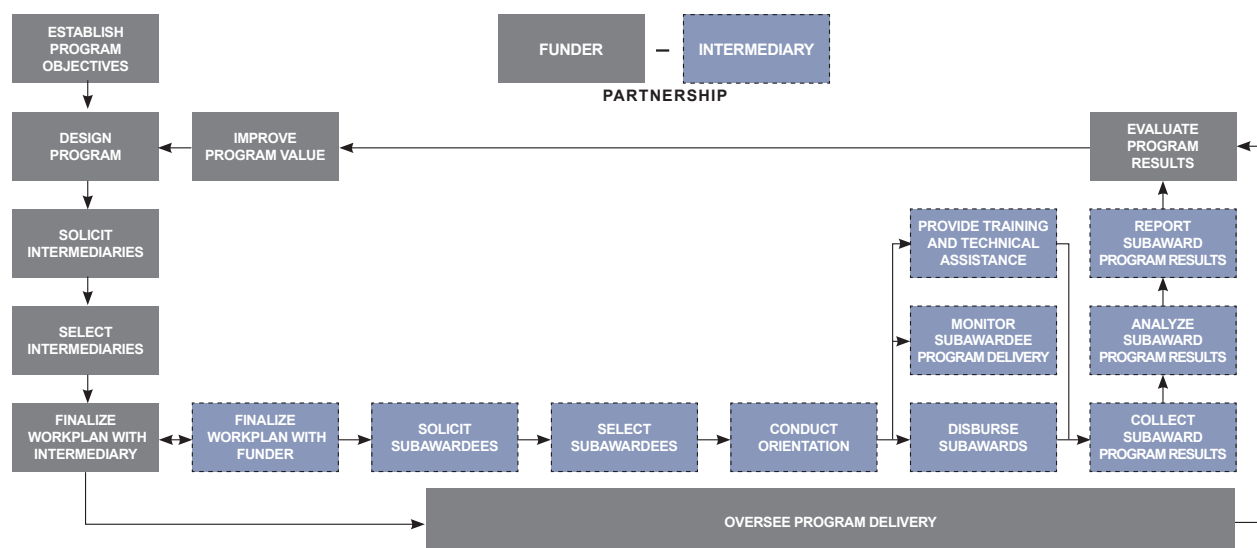 ESTABLISH
PROGRAM
OBJECTIVES
FUNDER
–
INTERMEDIARY
PARTNERSHIP
DESIGN
PROGRAM
IMPROVE
PROGRAM VALUE
EVALUATE
PROGRAM
RESULTS
SOLICIT
INTERMEDIARIES
PROVIDE TRAINING
AND TECHNICAL
ASSISTANCE
REPORT
SUBAWARD
PROGRAM RESULTS
SELECT
INTERMEDIARIES
MONITOR
SUBAWARDEE
PROGRAM DELIVERY
ANALYZE
SUBAWARD
PROGRAM RESULTS
FINALIZE
WORKPLAN WITH
INTERMEDIARY
FINALIZE
WORKPLAN WITH
FUNDER
SOLICIT
SUBAWARDEES
SELECT
SUBAWARDEES
CONDUCT
ORIENTATION
DISBURSE
SUBAWARDS
COLLECT
SUBAWARD
PROGRAM RESULTS
OVERSEE PROGRAM DELIVERY